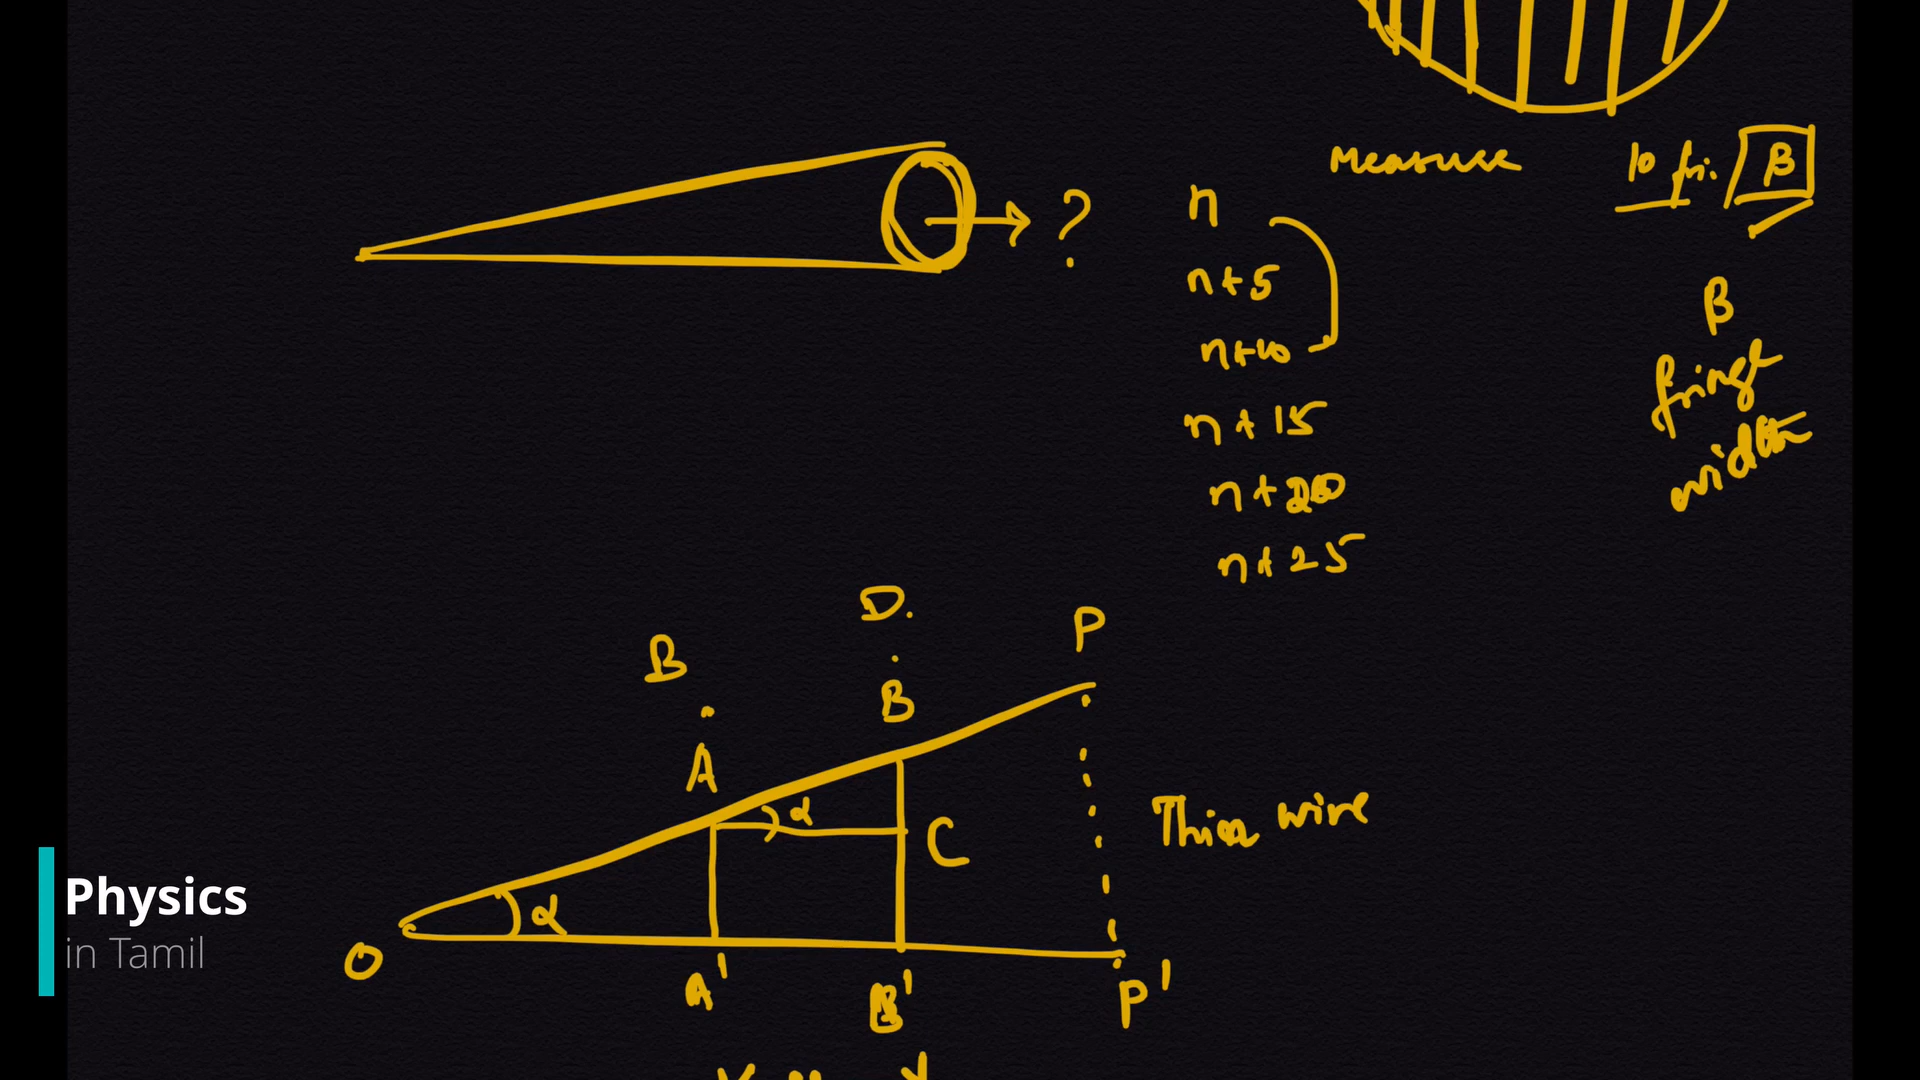 Measure 10 fri. / β
?
n
n+5
n+10
n+15
n+20
n+25
β
fringe
width
B
D.
A
B
P
α
C
α
Thin wire
O
A'
B'
P'
Physics
in Tamil